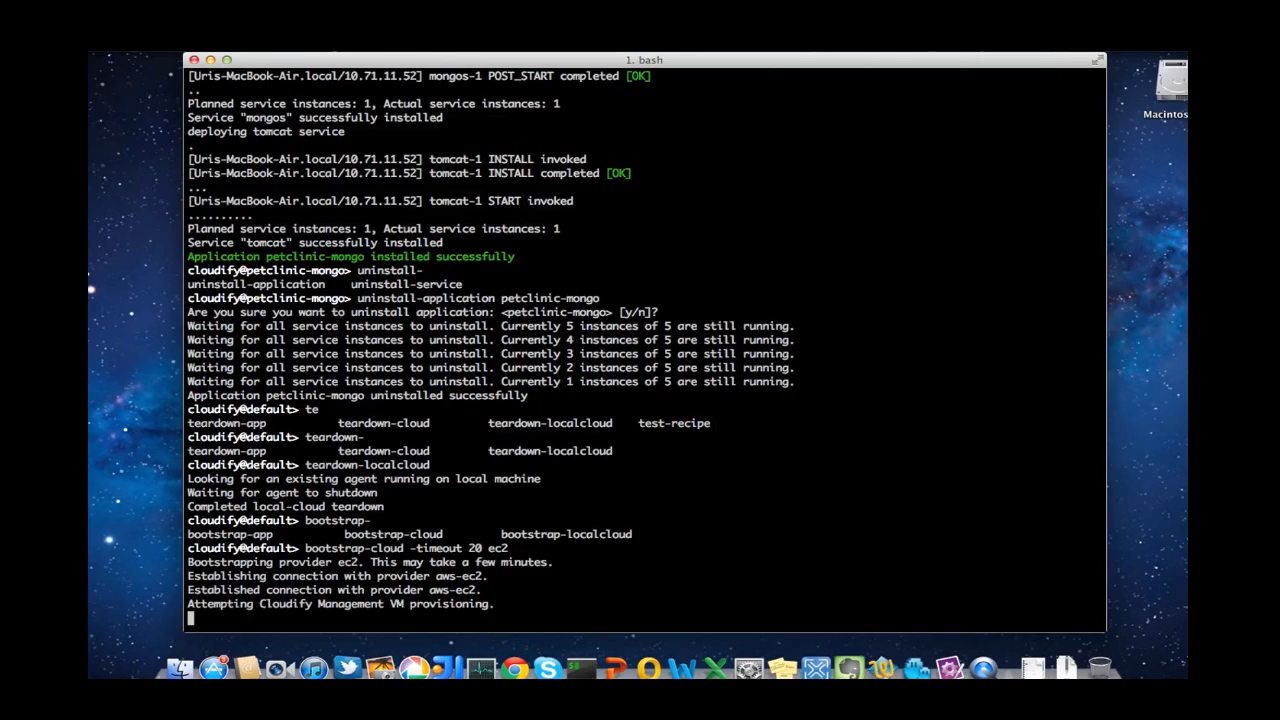 1. bash
[Uris-MacBook-Air.local/10.71.11.52] mongos-1 POST_START completed [OK]
..
Planned service instances: 1, Actual service instances: 1
Service "mongos" successfully installed
deploying tomcat service
.
[Uris-MacBook-Air.local/10.71.11.52] tomcat-1 INSTALL invoked
[Uris-MacBook-Air.local/10.71.11.52] tomcat-1 INSTALL completed [OK]
...
[Uris-MacBook-Air.local/10.71.11.52] tomcat-1 START invoked
..........
Planned service instances: 1, Actual service instances: 1
Service "tomcat" successfully installed
Application petclinic-mongo installed successfully
cloudify@petclinic-mongo> uninstall-
uninstall-application uninstall-service
cloudify@petclinic-mongo> uninstall-application petclinic-mongo
Are you sure you want to uninstall application: <petclinic-mongo> [y/n]?
Waiting for all service instances to uninstall. Currently 5 instances of 5 are still running.
Waiting for all service instances to uninstall. Currently 4 instances of 5 are still running.
Waiting for all service instances to uninstall. Currently 3 instances of 5 are still running.
Waiting for all service instances to uninstall. Currently 2 instances of 5 are still running.
Waiting for all service instances to uninstall. Currently 1 instances of 5 are still running.
Application petclinic-mongo uninstalled successfully
cloudify@default> te
teardown-app teardown-cloud teardown-localcloud test-recipe
cloudify@default> teardown-
teardown-app teardown-cloud teardown-localcloud
cloudify@default> teardown-localcloud
Looking for an existing agent running on local machine
Waiting for agent to shutdown
Completed local-cloud teardown
cloudify@default> bootstrap-
bootstrap-app bootstrap-cloud bootstrap-localcloud
cloudify@default> bootstrap-cloud -timeout 20 ec2
Bootstrapping provider ec2. This may take a few minutes.
Establishing connection with provider aws-ec2.
Established connection with provider aws-ec2.
Attempting Cloudify Management VM provisioning.
Macintos